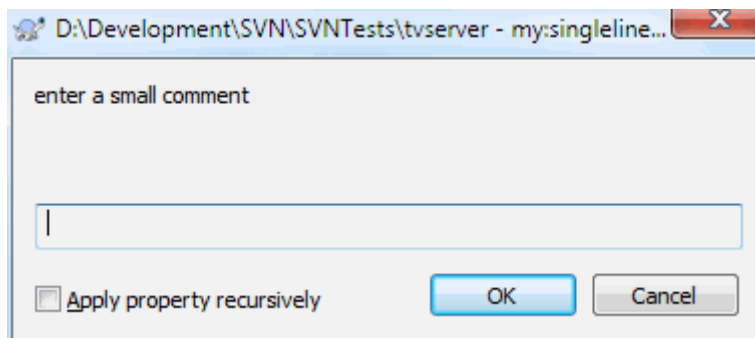 D:\Development\SVN\SVNTests\tvserver - my:singleline...
enter a small comment
Apply property recursively
OK
Cancel